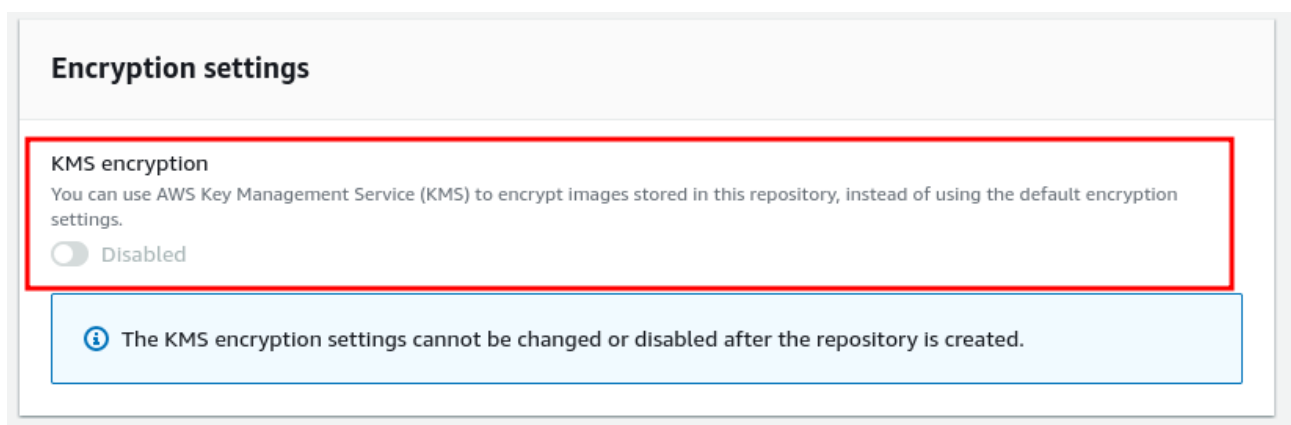 Encryption settings
KMS encryption
You can use AWS Key Management Service (KMS) to encrypt images stored in this repository, instead of using the default encryption
settings.
Disabled
The KMS encryption settings cannot be changed or disabled after the repository is created.